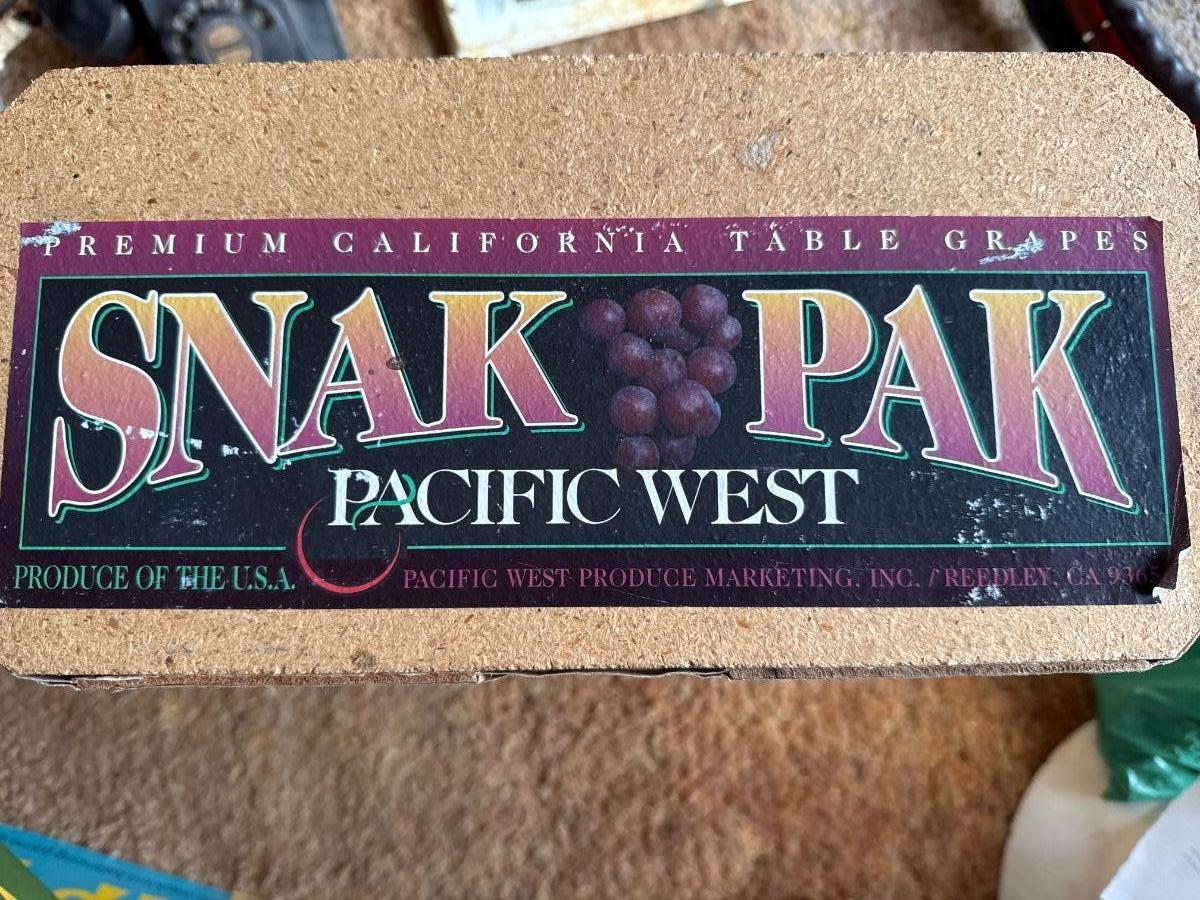 PREMIUM CALIFORNIA TABLE GRAPES
SNAK PAK
PACIFIC WEST
PRODUCE OF THE U.S.A.
PACIFIC WEST PRODUCE MARKETING, INC. / REEDLEY, CA